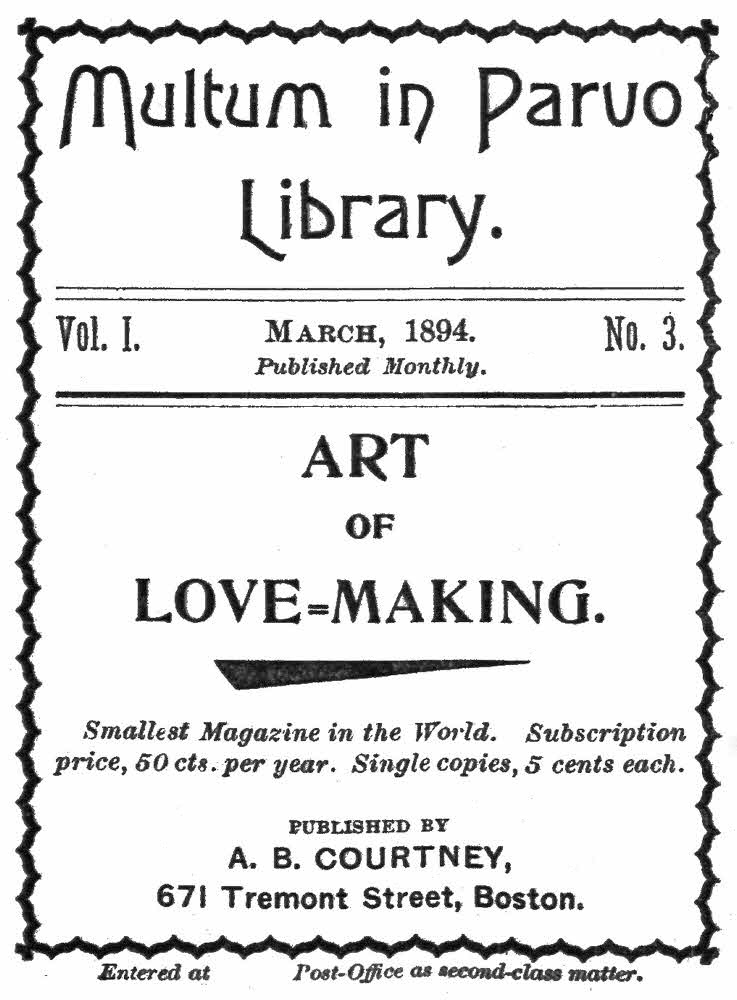 Multum in Parvo
Library.
Vol. I.
MARCH, 1894.
No. 3.
Published Monthly.
ART
OF
LOVE=MAKING.
Smallest Magazine in the World. Subscription
price, 50 cts. per year. Single copies, 5 cents each.
PUBLISHED BY
A. B. COURTNEY,
671 Tremont Street, Boston.
Entered at Post-Office as second-class matter.